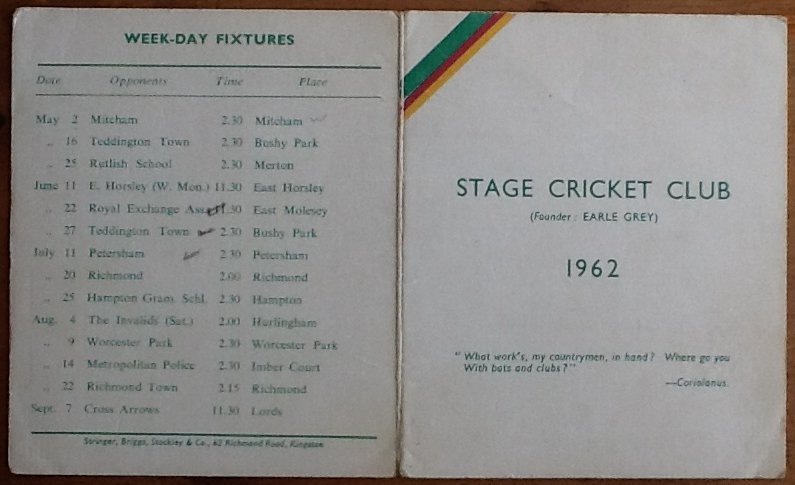 WEEK-DAY FIXTURES
Date Opponents Time Place
May 2 Mitcham 2.30 Mitcham
„ 16 Teddington Town 2.30 Bushy Park
„ 25 Rutlish School 2.30 Merton
June 11 E. Horsley (W. Mon.) 11.30 East Horsley
„ 22 Royal Exchange 11.30 East Molesey
„ 27 Teddington Town 2.30 Bushy Park
July 11 Petersham 2.30 Petersham
„ 20 Richmond 2.00 Richmond
„ 25 Hampton Gram. Schl. 2.30 Hampton
Aug. 4 The Invalids (Sat.) 2.00 Hurlingham
„ 9 Worcester Park 2.30 Worcester Park
„ 14 Metropolitan Police 2.30 Imber Court
„ 22 Richmond Town 2.15 Richmond
Sept. 7 Cross Arrows 11.30 Lords
Stringer, Briggs, Stockley & Co., 62 Richmond Road, Kingston
STAGE CRICKET CLUB
(Founder: EARLE GREY)
1962
"What work's, my countrymen, in hand? Where go you
With bats and clubs?"
—Coriolanus.